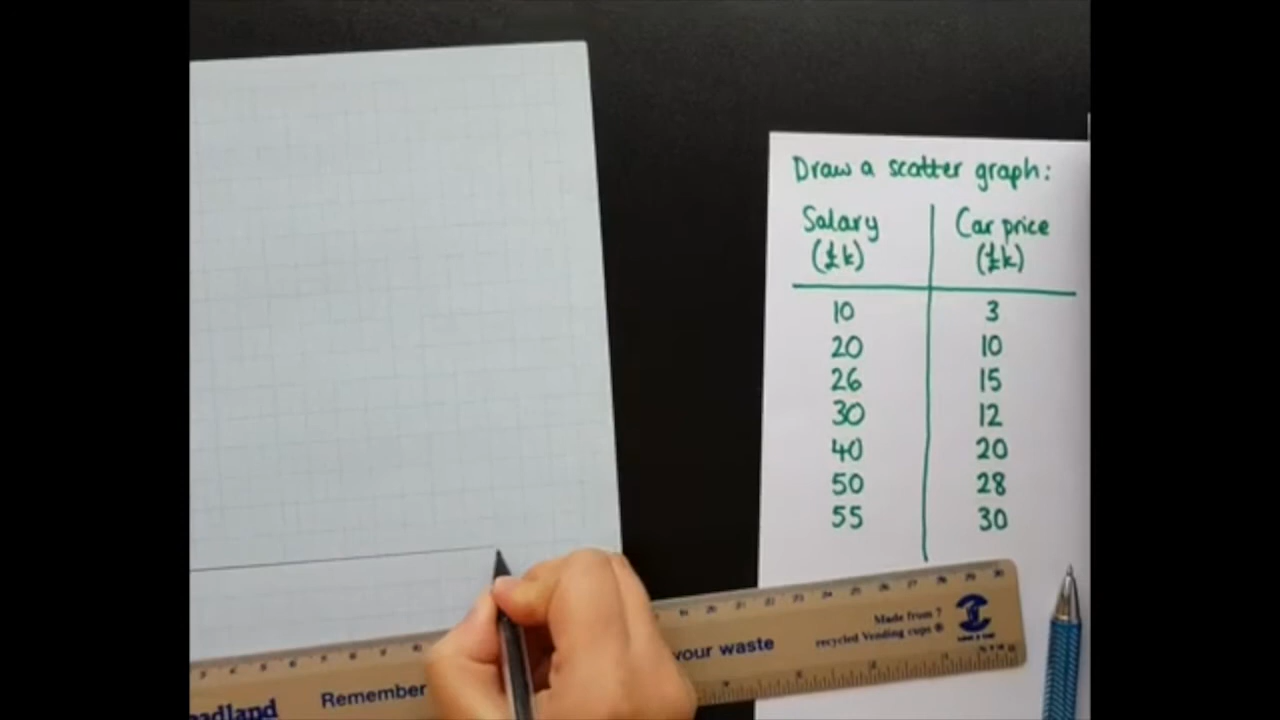 Draw a scatter graph:
Salary Car price
(£k) (£k)
10 3
20 10
26 15
30 12
40 20
50 28
55 30
Made from 7
recycled Vending cups ®
Remember your waste